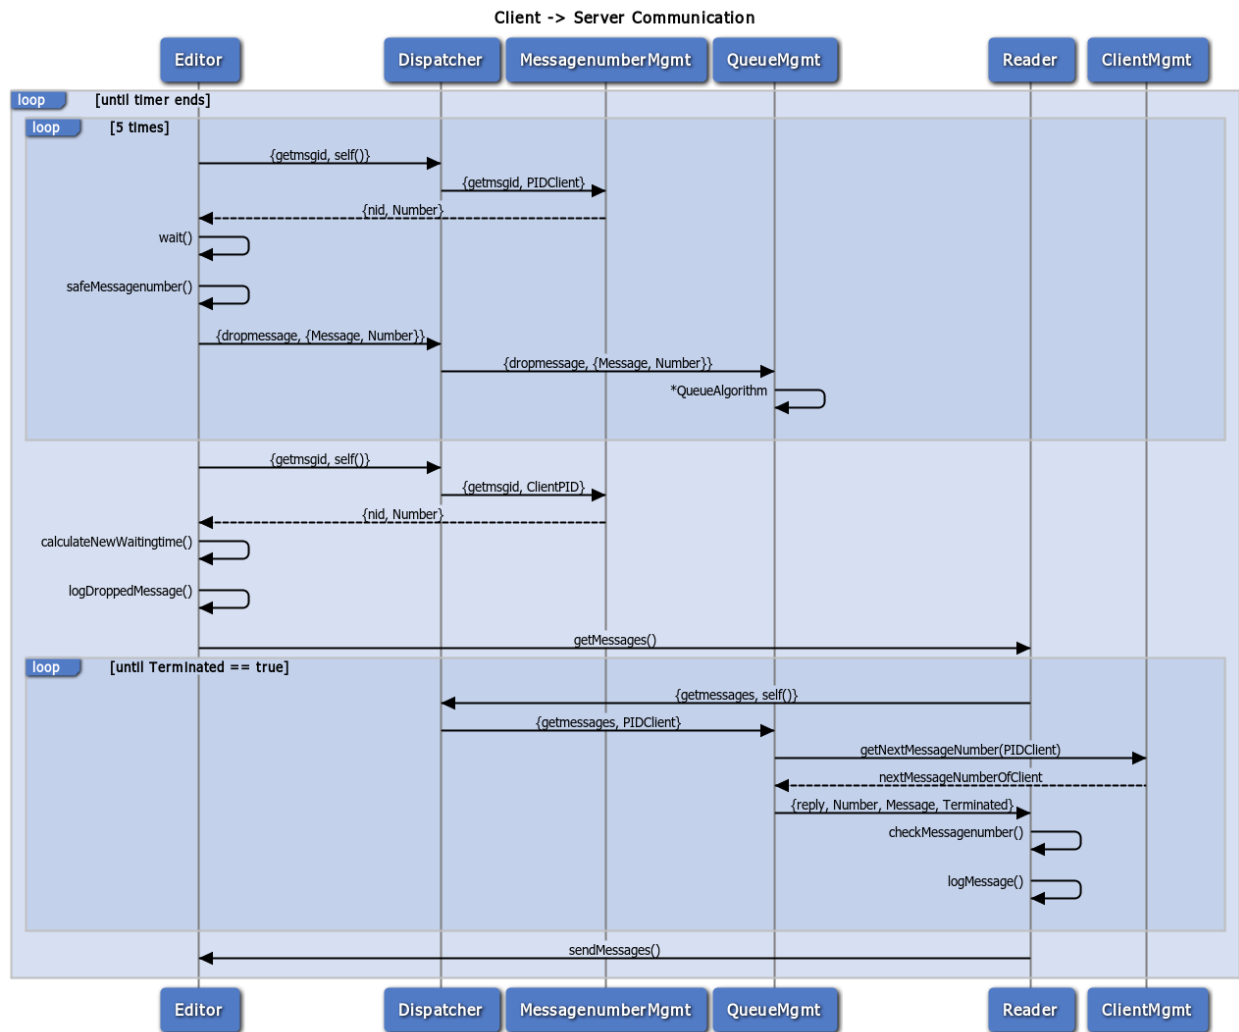 Client -> Server Communication
Editor Dispatcher MessagenumberMgmt QueueMgmt Reader ClientMgmt
loop [until timer ends]
loop [5 times]
{getmsgid, self()}
{getmsgid, PIDClient}
{nid, Number}
wait()
safeMessagenumber()
{dropmessage, {Message, Number}}
{dropmessage, {Message, Number}}
*QueueAlgorithm
{getmsgid, self()}
{getmsgid, ClientPID}
{nid, Number}
calculateNewWaitingtime()
logDroppedMessage()
getMessages()
loop [until Terminated == true]
{getmessages, self()}
{getmessages, PIDClient}
getNextMessageNumber(PIDClient)
nextMessageNumberOfClient
{reply, Number, Message, Terminated}
checkMessagenumber()
logMessage()
sendMessages()
Editor Dispatcher MessagenumberMgmt QueueMgmt Reader ClientMgmt